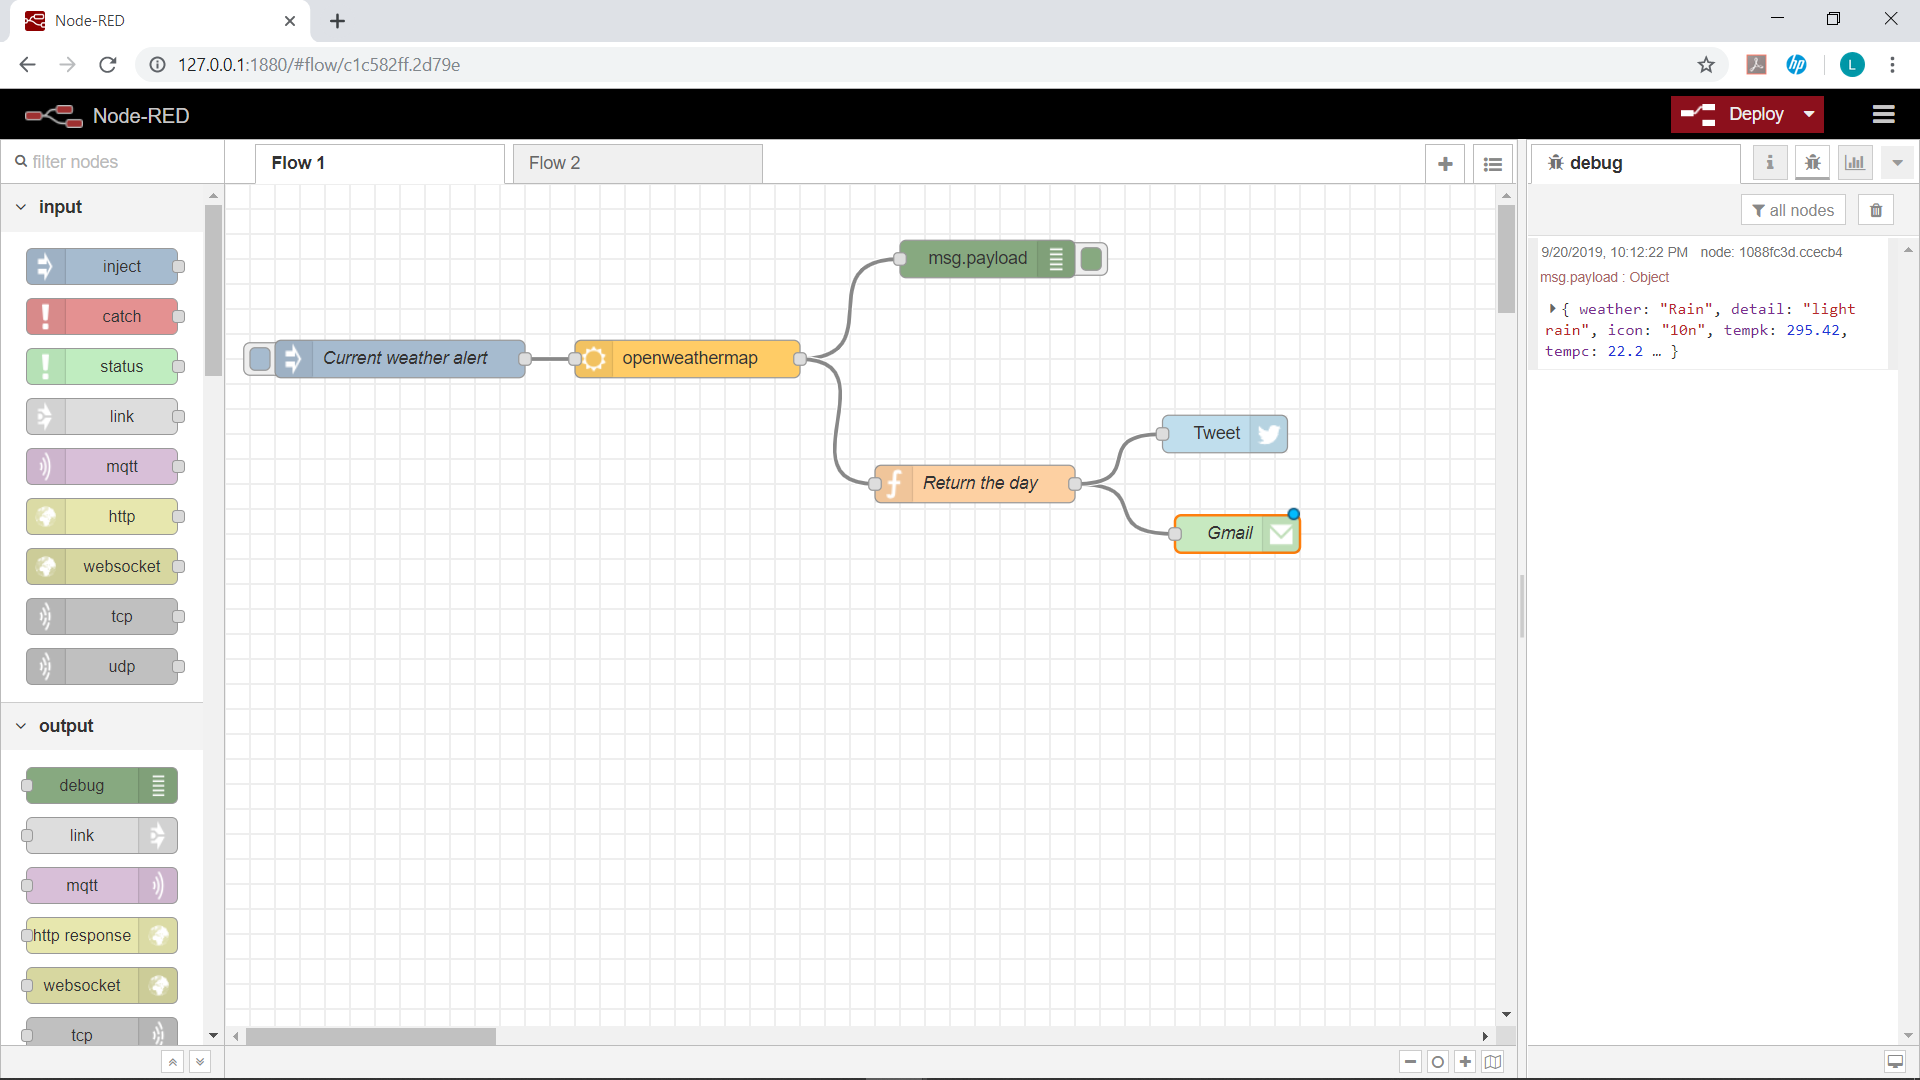 Node-RED
127.0.0.1:1880/#flow/c1c582ff.2d79e
L
Node-RED
Deploy
filter nodes
Flow 1
Flow 2
debug
i
all nodes
input
inject
catch
status
link
mqtt
http
websocket
tcp
udp
output
debug
link
mqtt
http response
websocket
tcp
Current weather alert
openweathermap
msg.payload
Return the day
Tweet
Gmail
9/20/2019, 10:12:22 PM node: 1088fc3d.ccecb4
msg.payload : Object
{ weather: "Rain", detail: "light
rain", icon: "10n", tempk: 295.42,
tempc: 22.2 … }